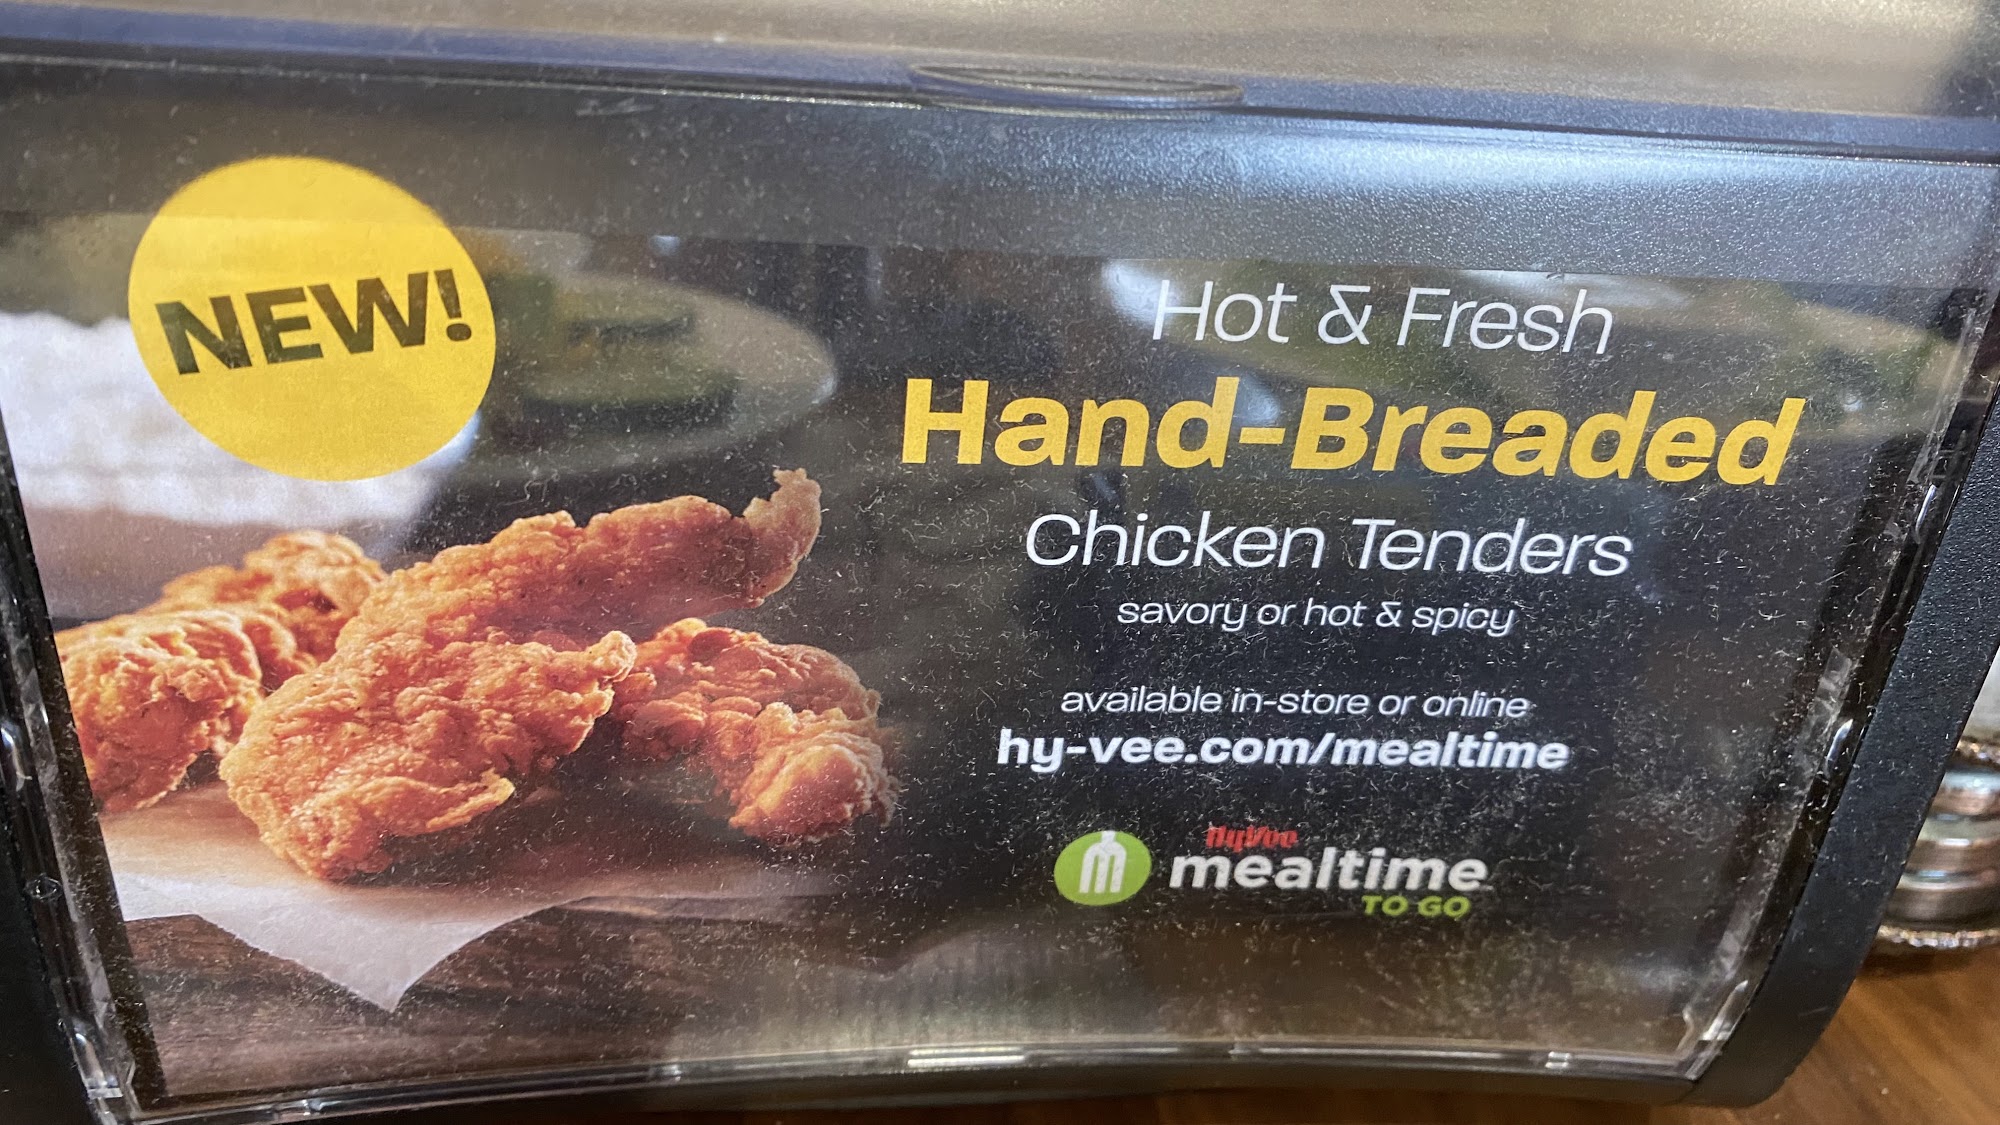 NEW!
Hot & Fresh
Hand-Breaded
Chicken Tenders
savory or hot & spicy
available in-store or online
hy-vee.com/mealtime
HyVee
mealtime
TO GO